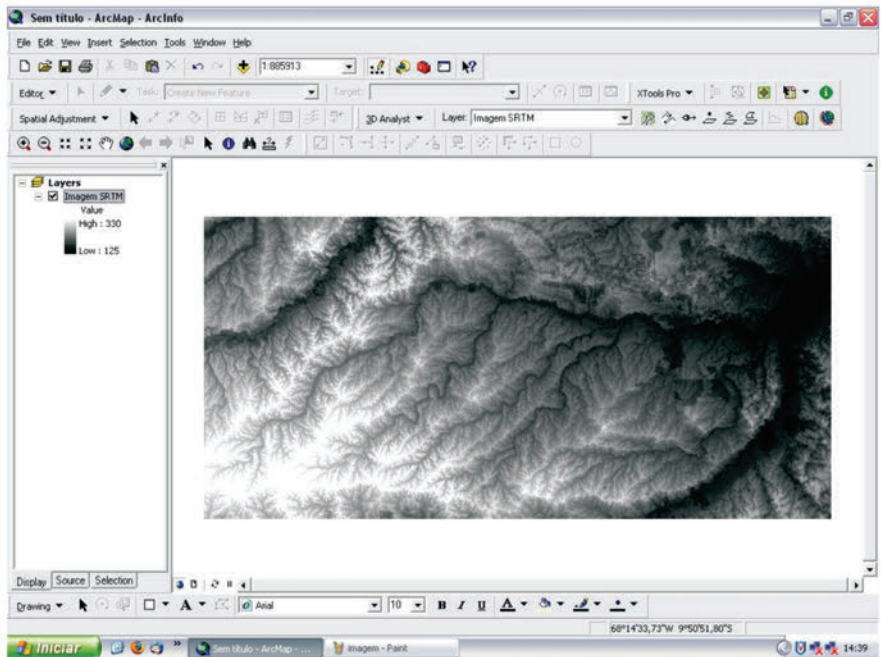 Sem título - ArcMap - ArcInfo
File Edit View Insert Selection Tools Window Help
1:885913
Editor Task: Create New Feature Target: XTools Pro
Spatial Adjustment 3D Analyst Layer: Imagem SRTM
Layers
Imagem SRTM
Value
High : 330
Low : 125
Display Source Selection
Drawing A Arial 10 B I U A
68°14'33,73"W 9°50'51,80"S
Iniciar Sem título - ArcMap - ... imagem - Paint 14:39